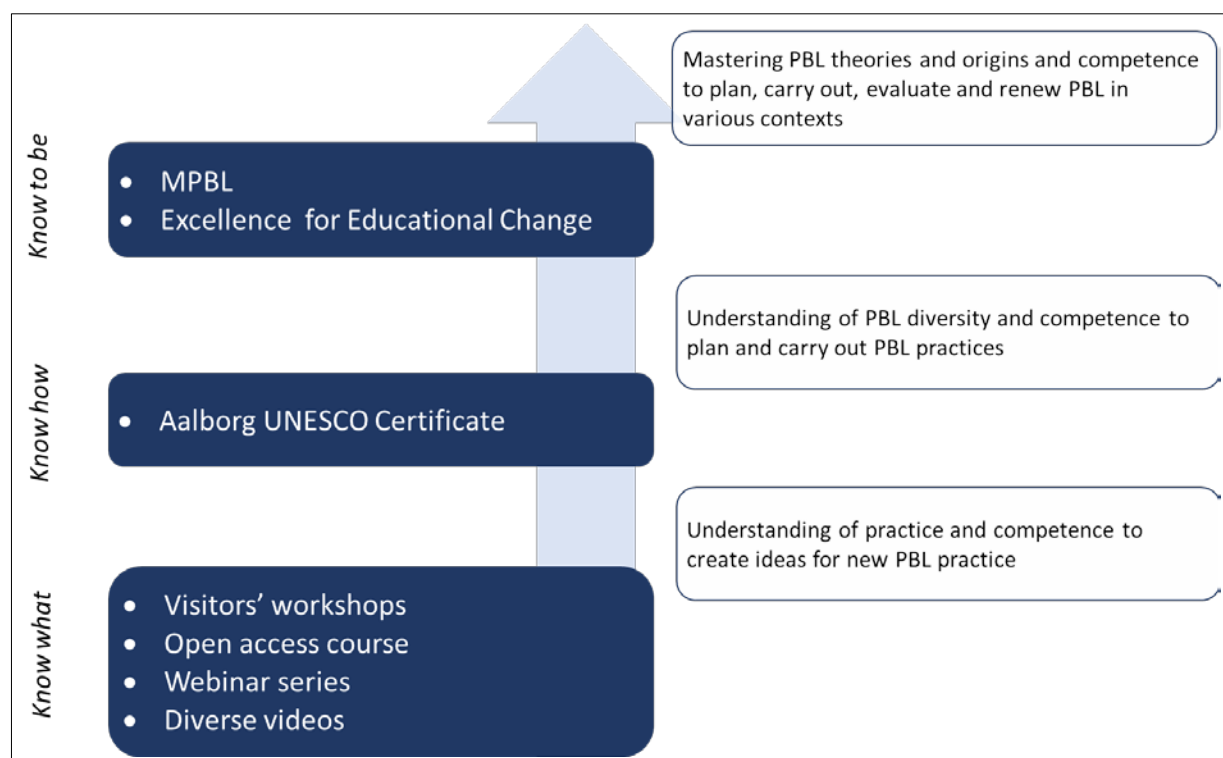 Mastering PBL theories and origins and competence
to plan, carry out, evaluate and renew PBL in
various contexts
Know to be
• MPBL
• Excellence for Educational Change
Understanding of PBL diversity and competence to
plan and carry out PBL practices
Know how
• Aalborg UNESCO Certificate
Understanding of practice and competence to
create ideas for new PBL practice
Know what
• Visitors’ workshops
• Open access course
• Webinar series
• Diverse videos